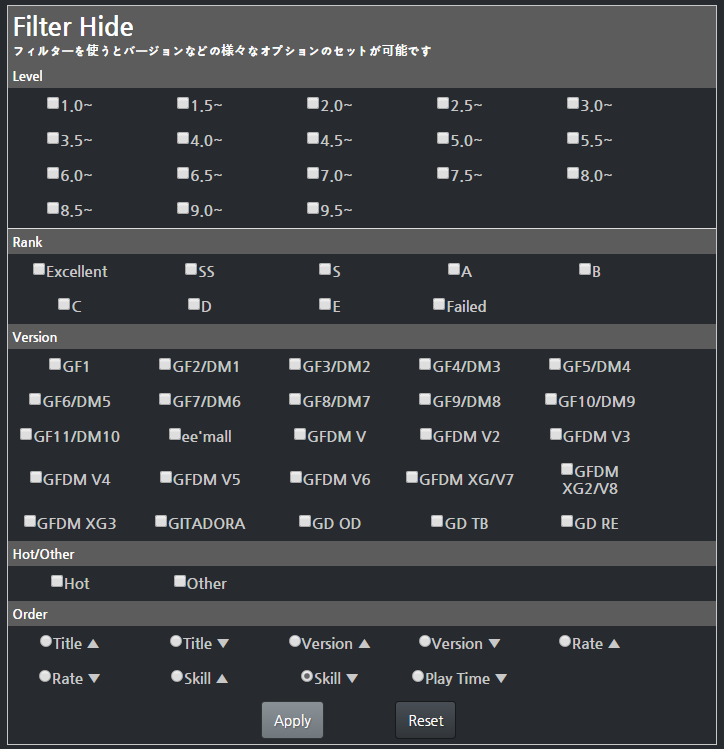 Filter Hide
フィルターを使うとバージョンなどの様々なオプションのセットが可能です
Level
1.0~ 1.5~ 2.0~ 2.5~ 3.0~
3.5~ 4.0~ 4.5~ 5.0~ 5.5~
6.0~ 6.5~ 7.0~ 7.5~ 8.0~
8.5~ 9.0~ 9.5~
Rank
Excellent SS S A B
C D E Failed
Version
GF1 GF2/DM1 GF3/DM2 GF4/DM3 GF5/DM4
GF6/DM5 GF7/DM6 GF8/DM7 GF9/DM8 GF10/DM9
GF11/DM10 ee'mall GFDM V GFDM V2 GFDM V3
GFDM V4 GFDM V5 GFDM V6 GFDM XG/V7 GFDM
XG2/V8
GFDM XG3 GITADORA GD OD GD TB GD RE
Hot/Other
Hot Other
Order
Title ▲ Title ▼ Version ▲ Version ▼ Rate ▲
Rate ▼ Skill ▲ Skill ▼ Play Time ▼
Apply Reset